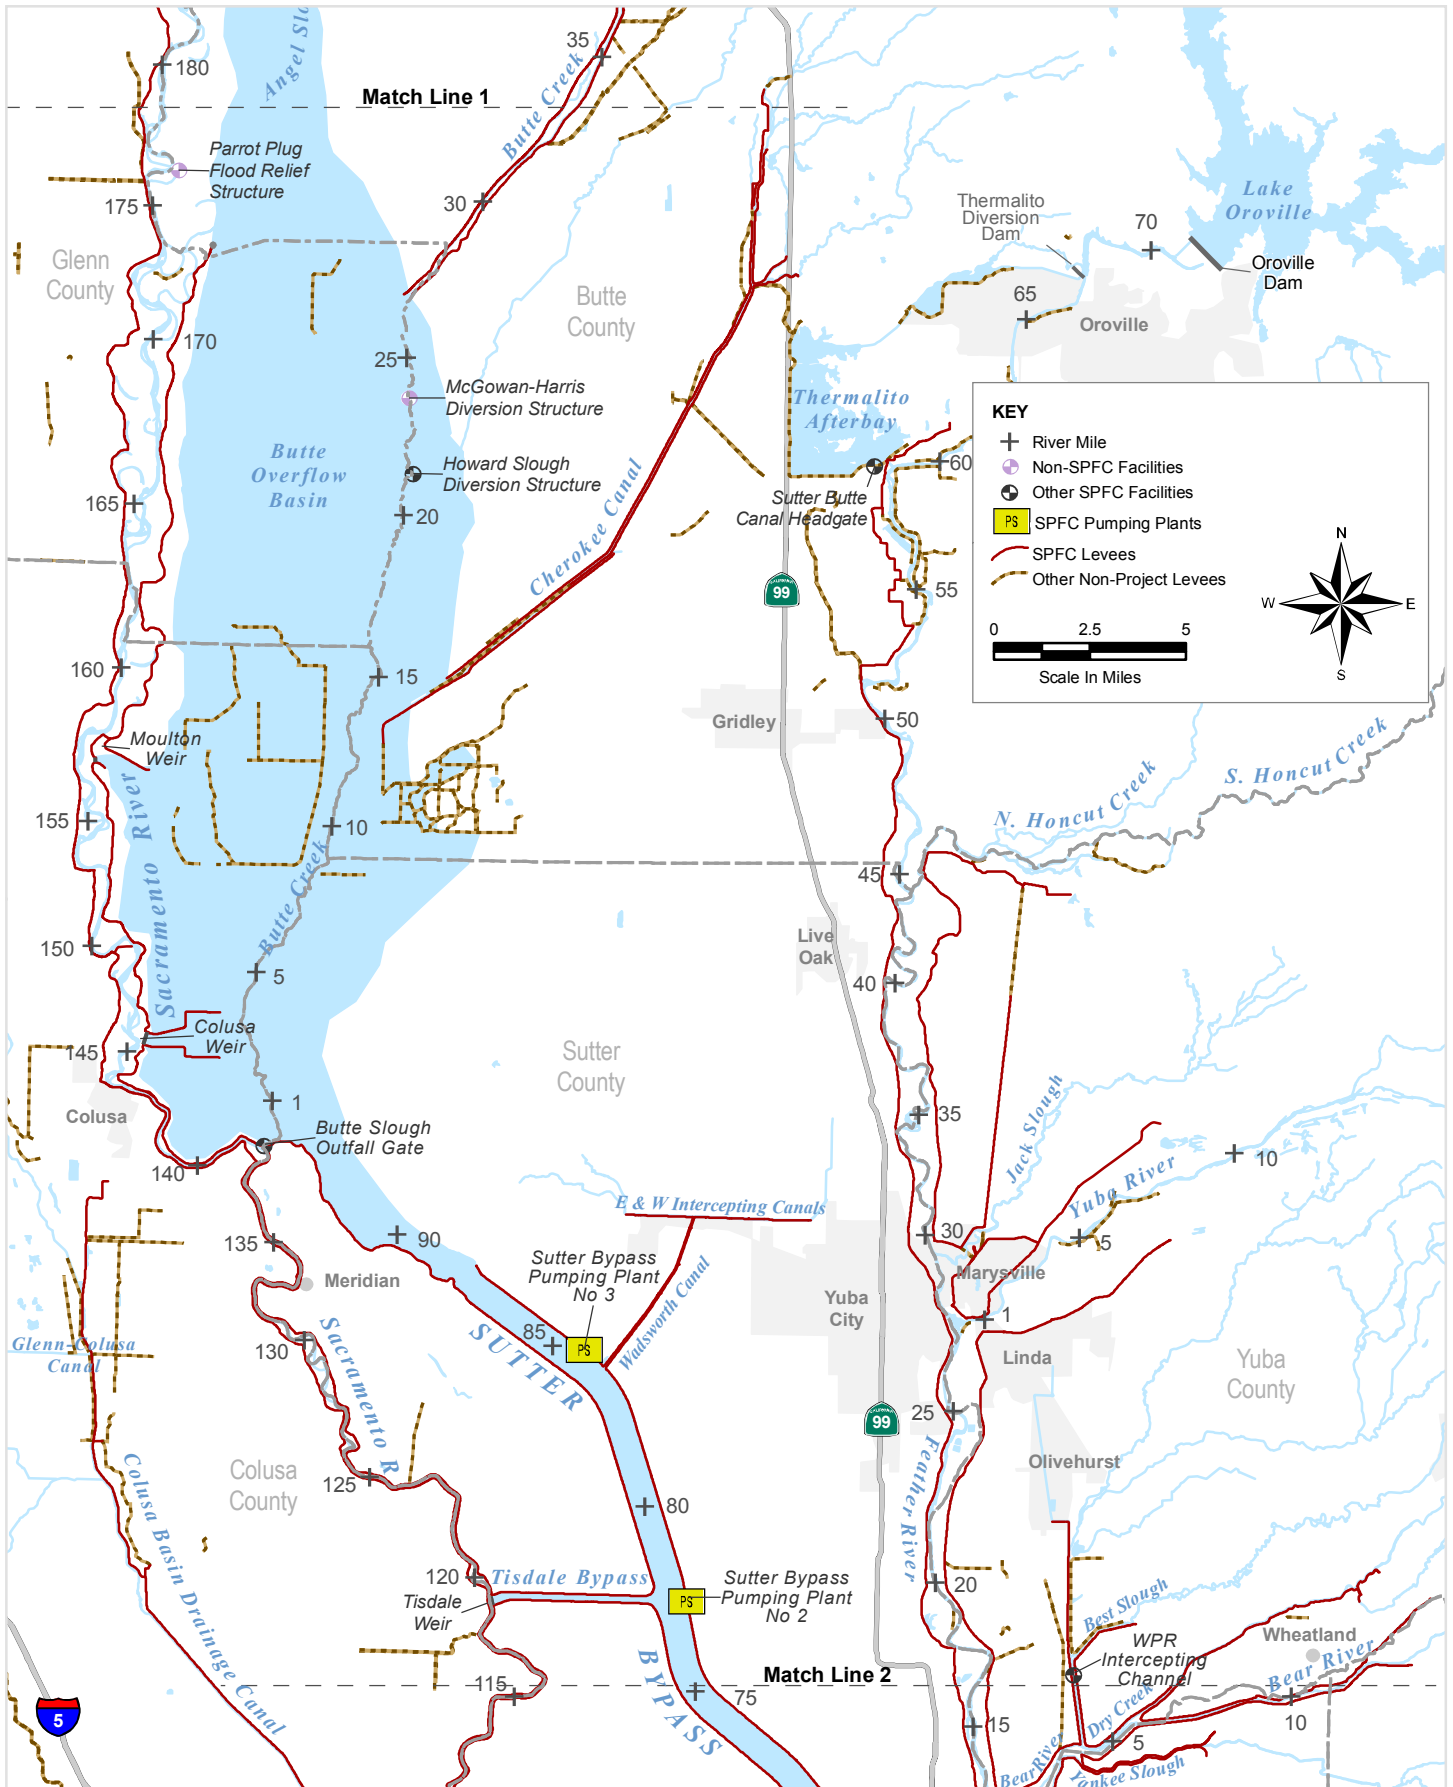 180
Angel Slo
35
Match Line 1
Butte Creek
Parrot Plug
Flood Relief
Structure
175
30
Thermalito
Diversion
Dam
70
Lake
Oroville
Oroville
Dam
Glenn
County
Butte
County
65
Oroville
170
25
McGowan-Harris
Diversion Structure
Thermalito
Afterbay
KEY
River Mile
Non-SPFC Facilities
Other SPFC Facilities
PS
SPFC Pumping Plants
SPFC Levees
Other Non-Project Levees
0
2.5
5
Scale In Miles
N
W
E
S
Butte
Overflow
Basin
Howard Slough
Diversion Structure
60
165
20
Sutter Butte
Canal Headgate
Cherokee Canal
99
55
160
15
50
Gridley
Moulton
Weir
S. Honcut Creek
N. Honcut Creek
155
10
Sacramento River
45
Butte Creek
150
Live
Oak
5
40
Colusa
Weir
145
Sutter
County
Colusa
1
35
Jack Slough
Butte Slough
Outfall Gate
140
10
Yuba River
E & W Intercepting Canals
135
90
30
5
Sutter Bypass
Pumping Plant
No 3
Meridian
Marysville
Wadsworth Canal
Yuba
City
1
Glenn-Colusa
Canal
130
85
PS
SUTTER
Linda
Yuba
County
Sacramento R
99
25
Feather River
Colusa
County
125
Olivehurst
Colusa Basin Drainage Canal
80
120
Tisdale Bypass
Tisdale
Weir
PS
Sutter Bypass
Pumping Plant
No 2
20
Best Slough
Wheatland
WPR
Intercepting
Channel
BYPASS
Match Line 2
Bear River
115
75
5
15
Dry Creek
5
10
Bear River
Yankee Slough